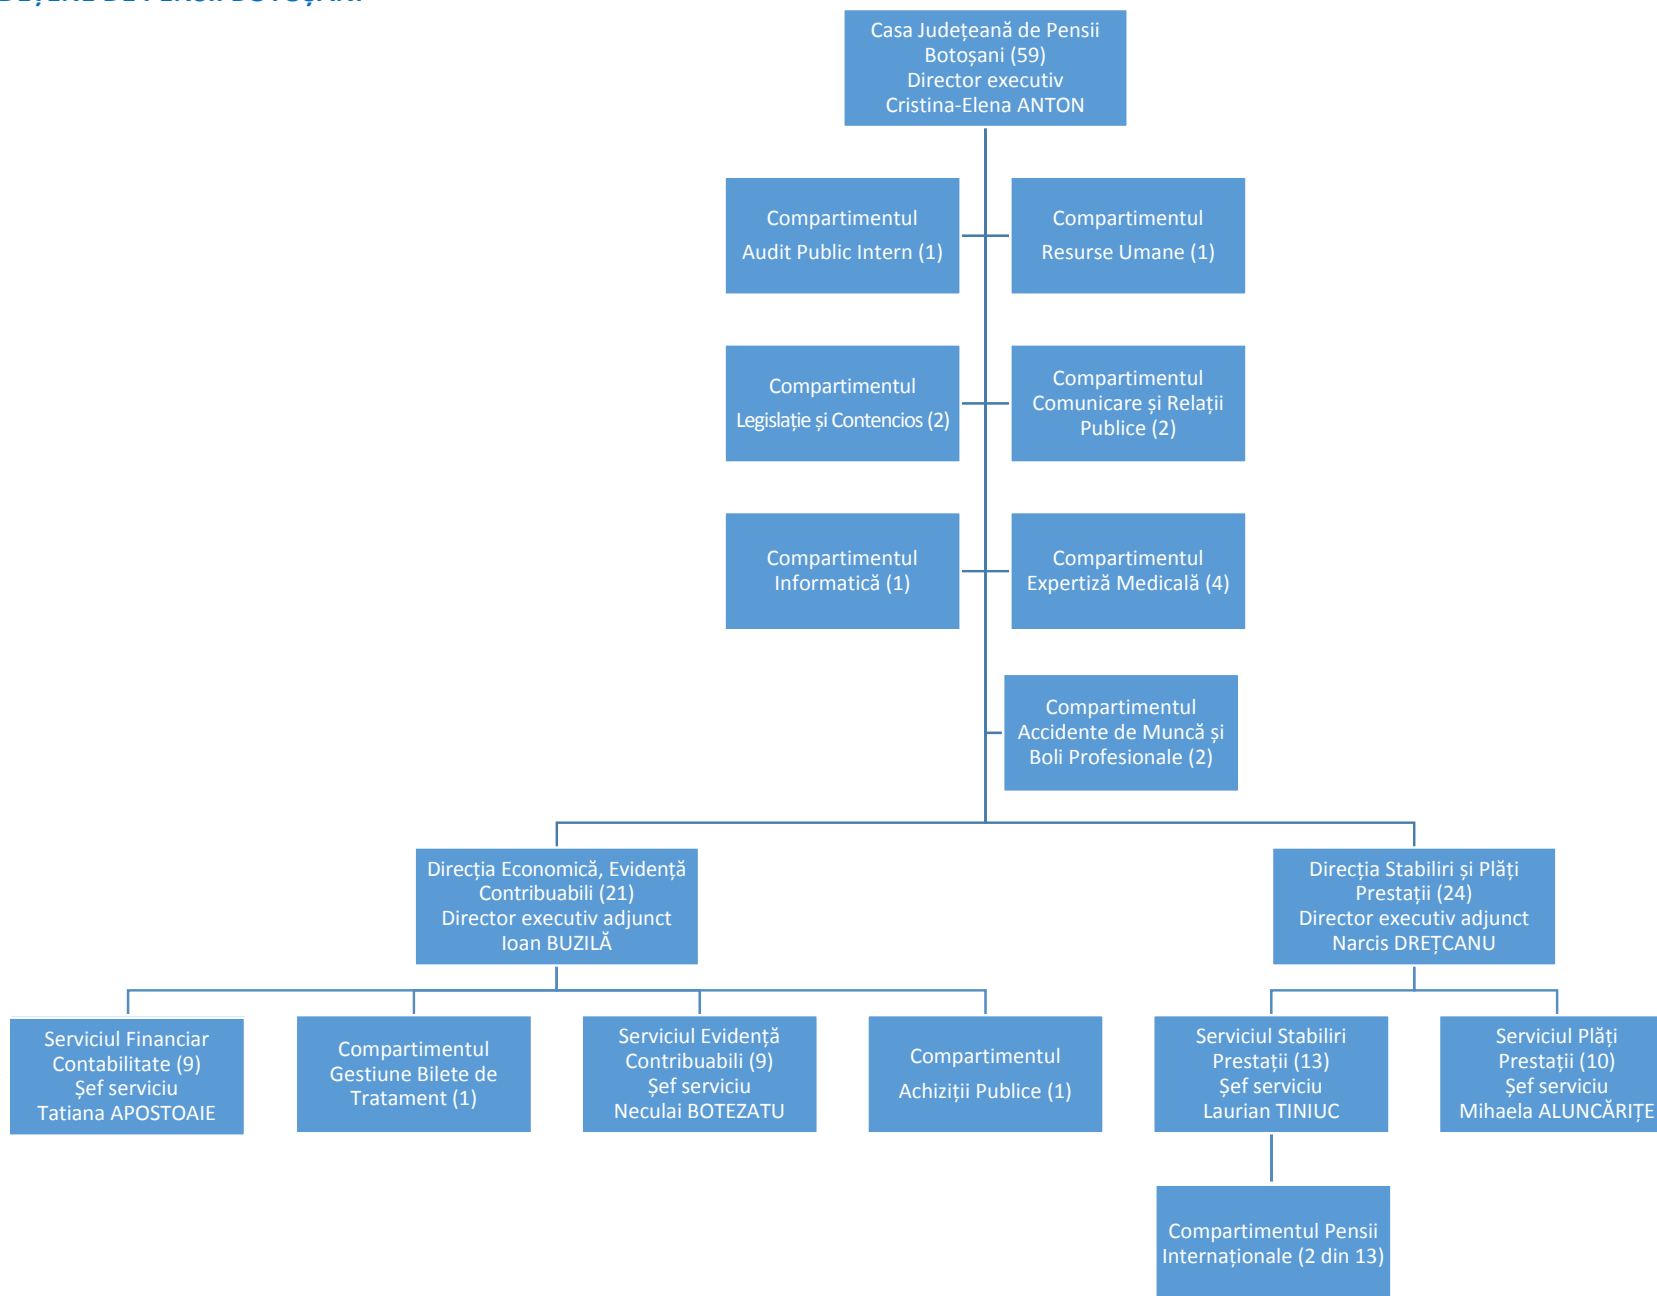 DE PENSII BOTOȘANI
Casa Județeană de Pensii
Botoșani (59)
Director executiv
Cristina-Elena ANTON
Compartimentul
Audit Public Intern (1)
Compartimentul
Resurse Umane (1)
Compartimentul
Legislație și Contencios (2)
Compartimentul
Comunicare și Relații
Publice (2)
Compartimentul
Informatică (1)
Compartimentul
Expertiză Medicală (4)
Compartimentul
Accidente de Muncă și
Boli Profesionale (2)
Direcția Economică, Evidență
Contribuabili (21)
Director executiv adjunct
Ioan BUZILĂ
Direcția Stabiliri și Plăți
Prestații (24)
Director executiv adjunct
Narcis DREȚCANU
Serviciul Financiar
Contabilitate (9)
Șef serviciu
Tatiana APOSTOAIE
Compartimentul
Gestiune Bilete de
Tratament (1)
Serviciul Evidență
Contribuabili (9)
Șef serviciu
Neculai BOTEZATU
Compartimentul
Achiziții Publice (1)
Serviciul Stabiliri
Prestații (13)
Șef serviciu
Laurian TINIUC
Serviciul Plăți
Prestații (10)
Șef serviciu
Mihaela ALUNCĂRIȚE
Compartimentul Pensii
Internaționale (2 din 13)